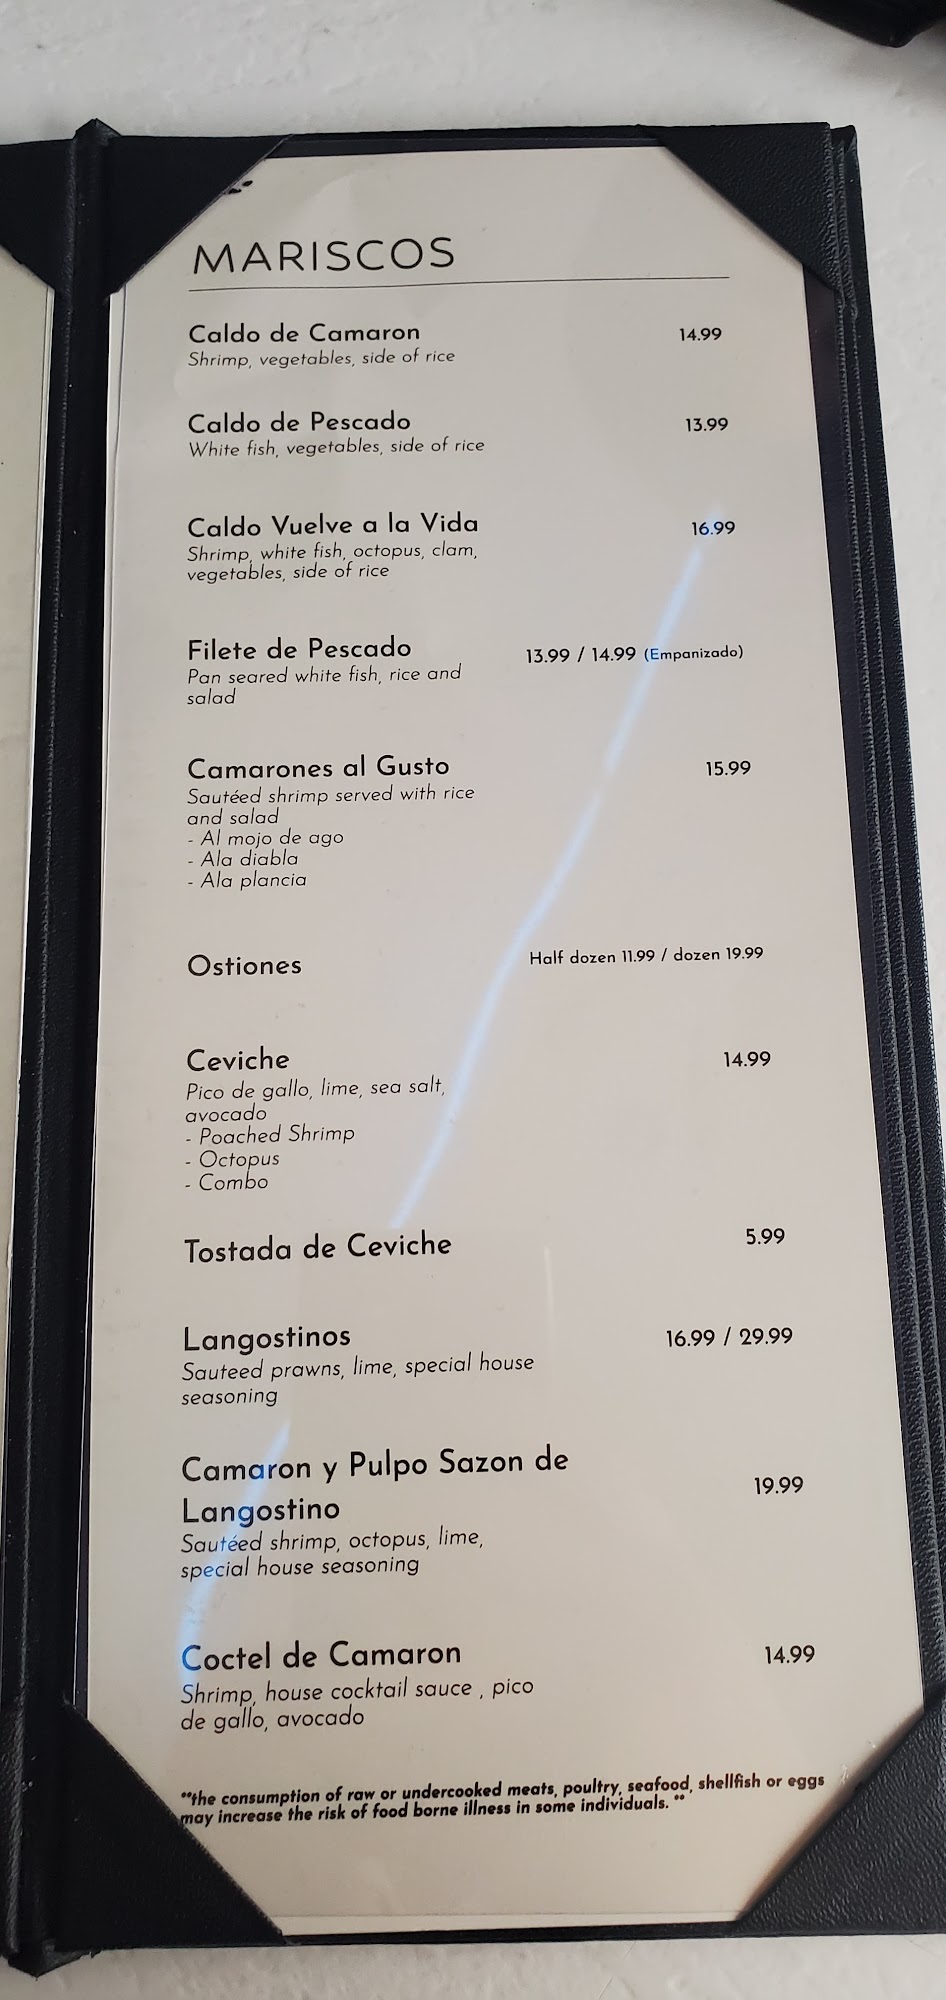 MARISCOS
Caldo de Camaron 14.99
Shrimp, vegetables, side of rice
Caldo de Pescado 13.99
White fish, vegetables, side of rice
Caldo Vuelve a la Vida 16.99
Shrimp, white fish, octopus, clam,
vegetables, side of rice
Filete de Pescado 13.99 / 14.99 (Empanizado)
Pan seared white fish, rice and
salad
Camarones al Gusto 15.99
Sautéed shrimp served with rice
and salad
- Al mojo de ago
- Ala diabla
- Ala plancia
Ostiones Half dozen 11.99 / dozen 19.99
Ceviche 14.99
Pico de gallo, lime, sea salt,
avocado
- Poached Shrimp
- Octopus
- Combo
Tostada de Ceviche 5.99
Langostinos 16.99 / 29.99
Sauteed prawns, lime, special house
seasoning
Camaron y Pulpo Sazon de
Langostino 19.99
Sautéed shrimp, octopus, lime,
special house seasoning
Coctel de Camaron 14.99
Shrimp, house cocktail sauce , pico
de gallo, avocado
**the consumption of raw or undercooked meats, poultry, seafood, shellfish or eggs
may increase the risk of food borne illness in some individuals. **